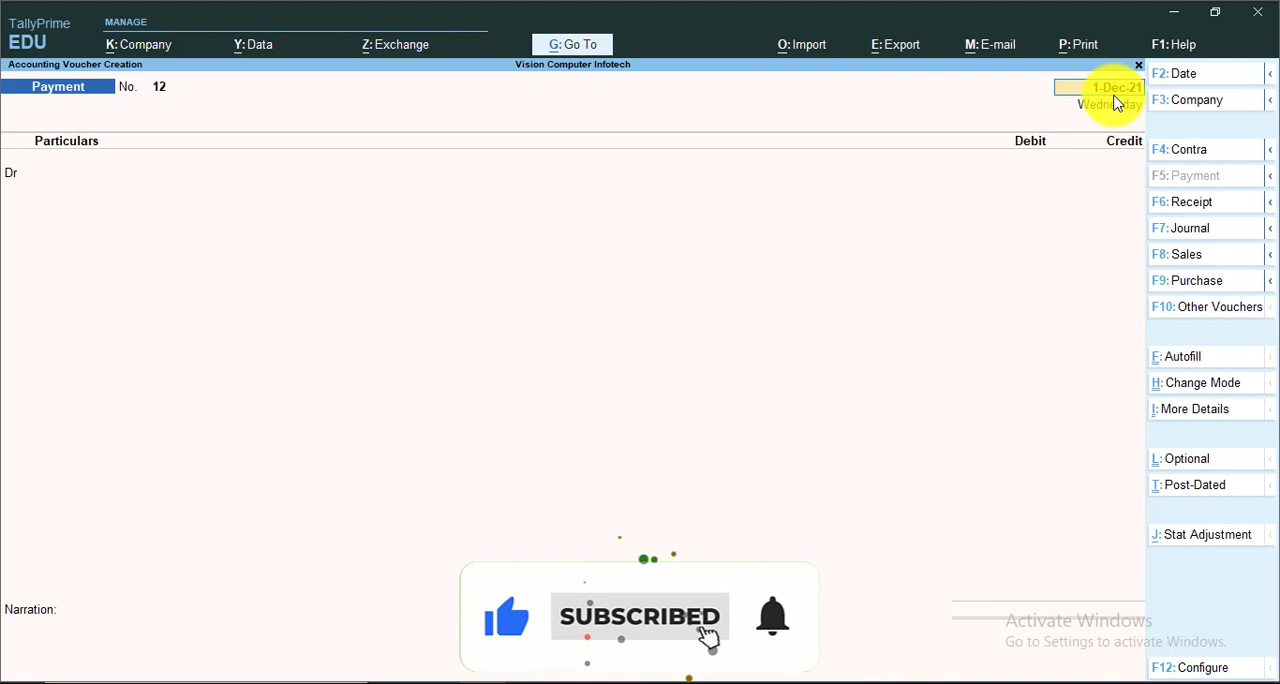 TallyPrime
EDU
MANAGE
K: Company
Y: Data
Z: Exchange
G: Go To
O: Import
E: Export
M: E-mail
P: Print
F1: Help
Accounting Voucher Creation
Vision Computer Infotech
Payment No. 12
1-Dec-21
Wednesday
Particulars
Debit
Credit
Dr
F2: Date
F3: Company
F4: Contra
F5: Payment
F6: Receipt
F7: Journal
F8: Sales
F9: Purchase
F10: Other Vouchers
F: Autofill
H: Change Mode
I: More Details
L: Optional
T: Post-Dated
J: Stat Adjustment
Narration:
SUBSCRIBED
Activate Windows
Go to Settings to activate Windows.
F12: Configure